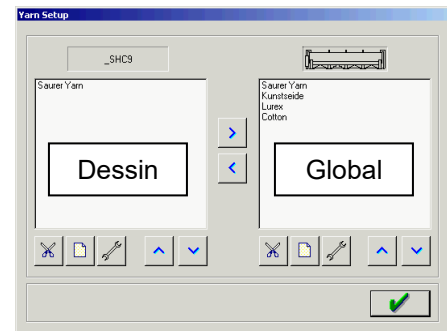 Yarn Setup
_SHC9
Saurer Yarn
Dessin
Saurer Yarn
Kunstseide
Lurex
Cotton
Global